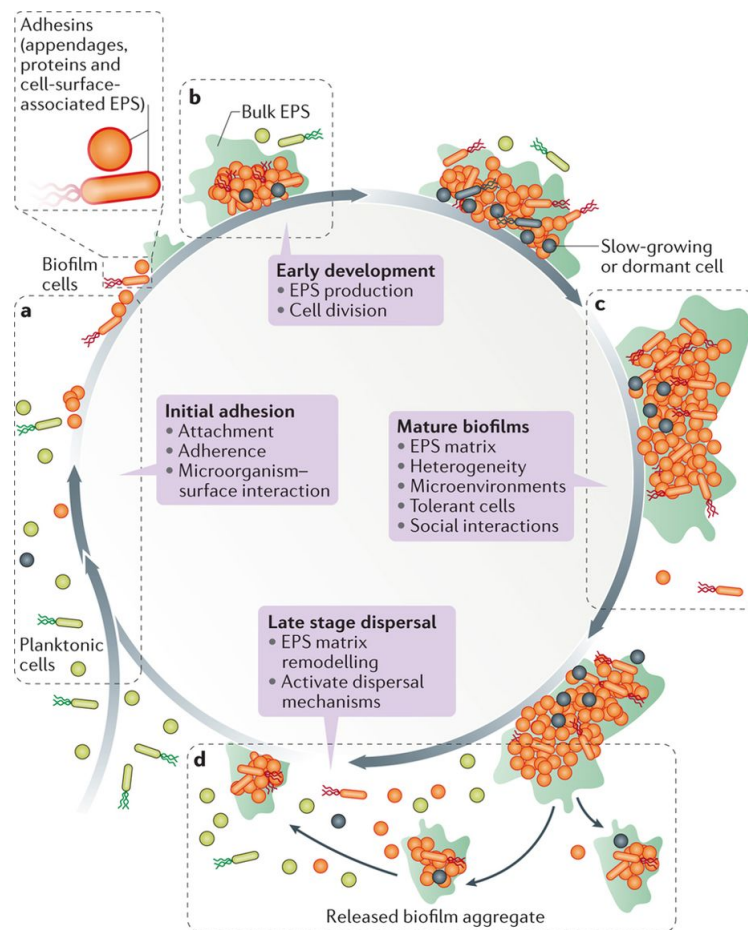 Adhesins
(appendages,
proteins and
cell-surface-
associated EPS)
b
Bulk EPS
Slow-growing
or dormant cell
Biofilm
cells
Early development
• EPS production
• Cell division
a
c
Initial adhesion
• Attachment
• Adherence
• Microorganism–
surface interaction
Mature biofilms
• EPS matrix
• Heterogeneity
• Microenvironments
• Tolerant cells
• Social interactions
Planktonic
cells
Late stage dispersal
• EPS matrix
remodelling
• Activate dispersal
mechanisms
d
Released biofilm aggregate